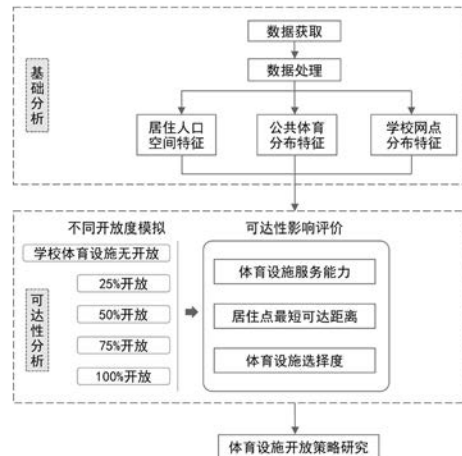 数据获取
数据处理
基础分析
居住人口
空间特征
公共体育
分布特征
学校网点
分布特征
不同开放度模拟
可达性影响评价
学校体育设施无开放
25%开放
50%开放
75%开放
100%开放
可达性分析
体育设施服务能力
居住点最短可达距离
体育设施选择度
体育设施开放策略研究